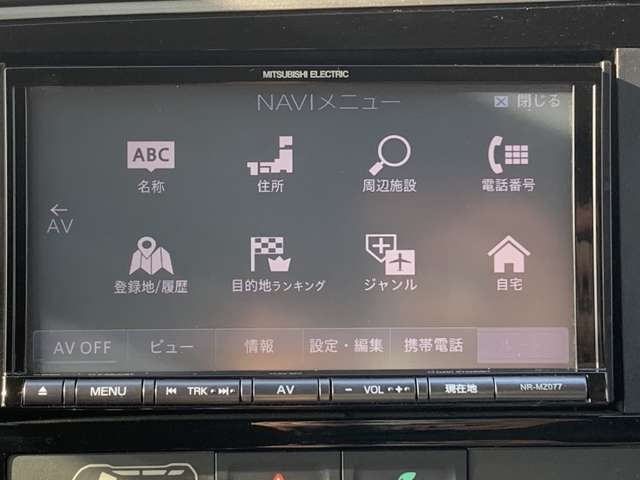 MITSUBISHI ELECTRIC
NAVIメニュー
閉じる
ABC
名称
住所
周辺施設
電話番号
←
AV
登録地/履歴
目的地ランキング
ジャンル
自宅
AV OFF
ビュー
情報
設定・編集
携帯電話
MENU
TRK
AV
− VOL +
現在地
NR-MZ077